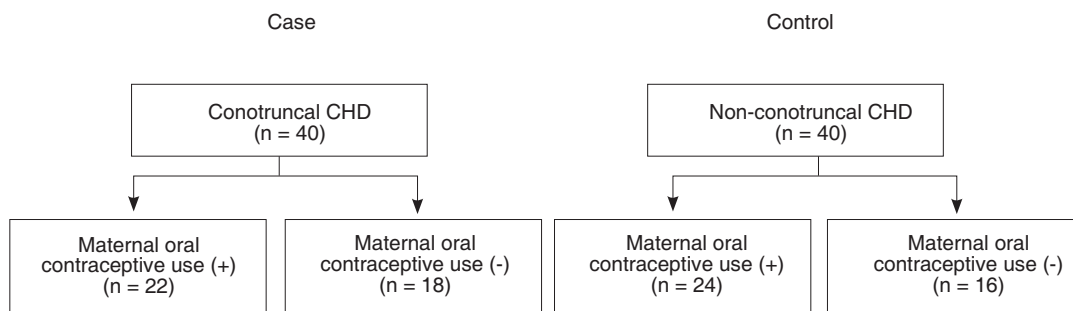 Case
Control
Conotruncal CHD
(n = 40)
Non-conotruncal CHD
(n = 40)
Maternal oral
contraceptive use (+)
(n = 22)
Maternal oral
contraceptive use (-)
(n = 18)
Maternal oral
contraceptive use (+)
(n = 24)
Maternal oral
contraceptive use (-)
(n = 16)